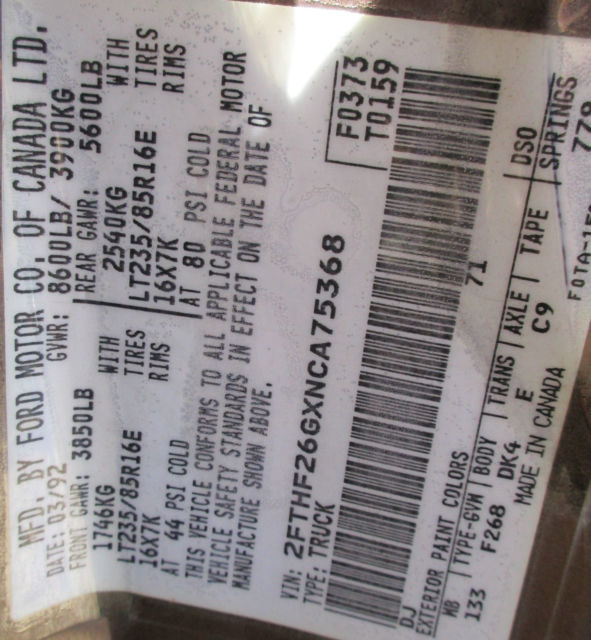 MFD. BY FORD MOTOR CO. OF CANADA LTD.
DATE: 03/92 GVWR: 8600LB/ 3900KG
FRONT GAWR: 3850LB REAR GAWR: 5600LB
1746KG WITH 2540KG WITH
LT235/85R16E TIRES LT235/85R16E TIRES
16X7K RIMS 16X7K RIMS
AT 44 PSI COLD AT 80 PSI COLD
THIS VEHICLE CONFORMS TO ALL APPLICABLE FEDERAL MOTOR
VEHICLE SAFETY STANDARDS IN EFFECT ON THE DATE OF
MANUFACTURE SHOWN ABOVE.
VIN: 2FTHF26GXNCA75368 F0373
TYPE: TRUCK T0159
DJ 71
EXTERIOR PAINT COLORS DSO
WB TYPE-GVM BODY TRANS AXLE TAPE SPRINGS
133 F268 DK4 E C9 779
MADE IN CANADA